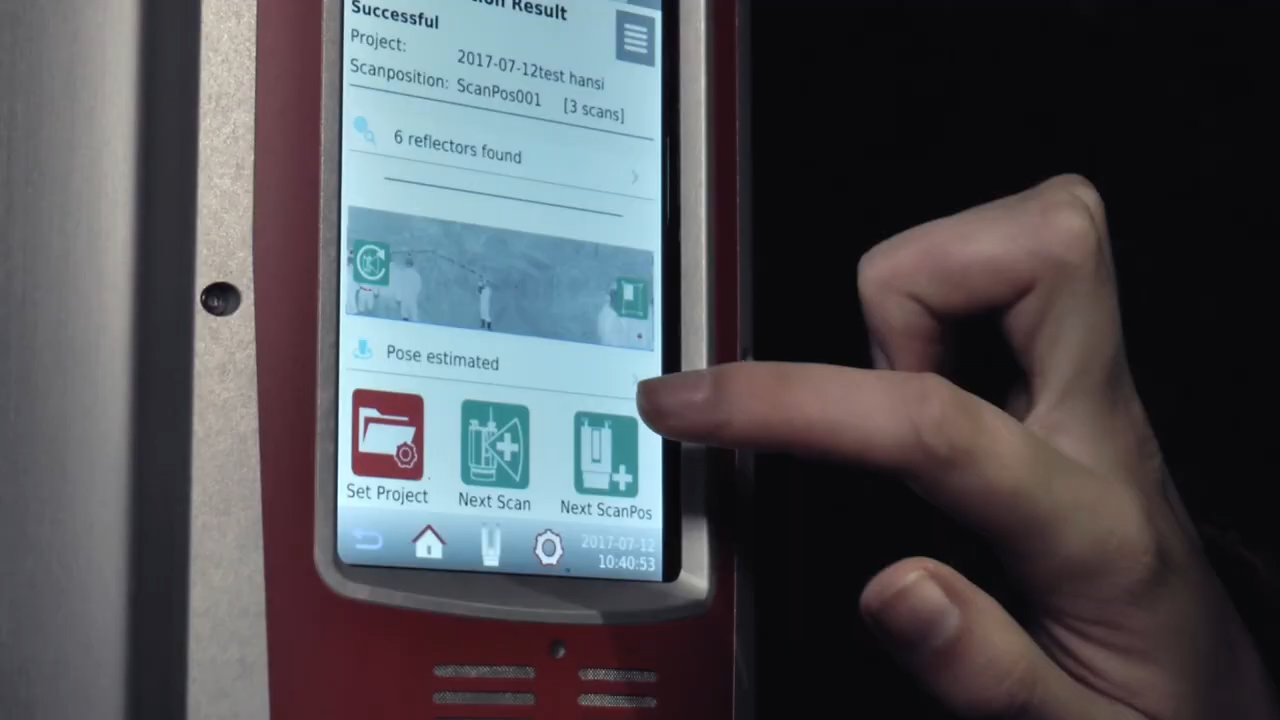 Result
Successful
Project: 2017-07-12test hansi
Scanposition: ScanPos001 [3 scans]
6 reflectors found
Pose estimated
Set Project
Next Scan
Next ScanPos
2017-07-12
10:40:53